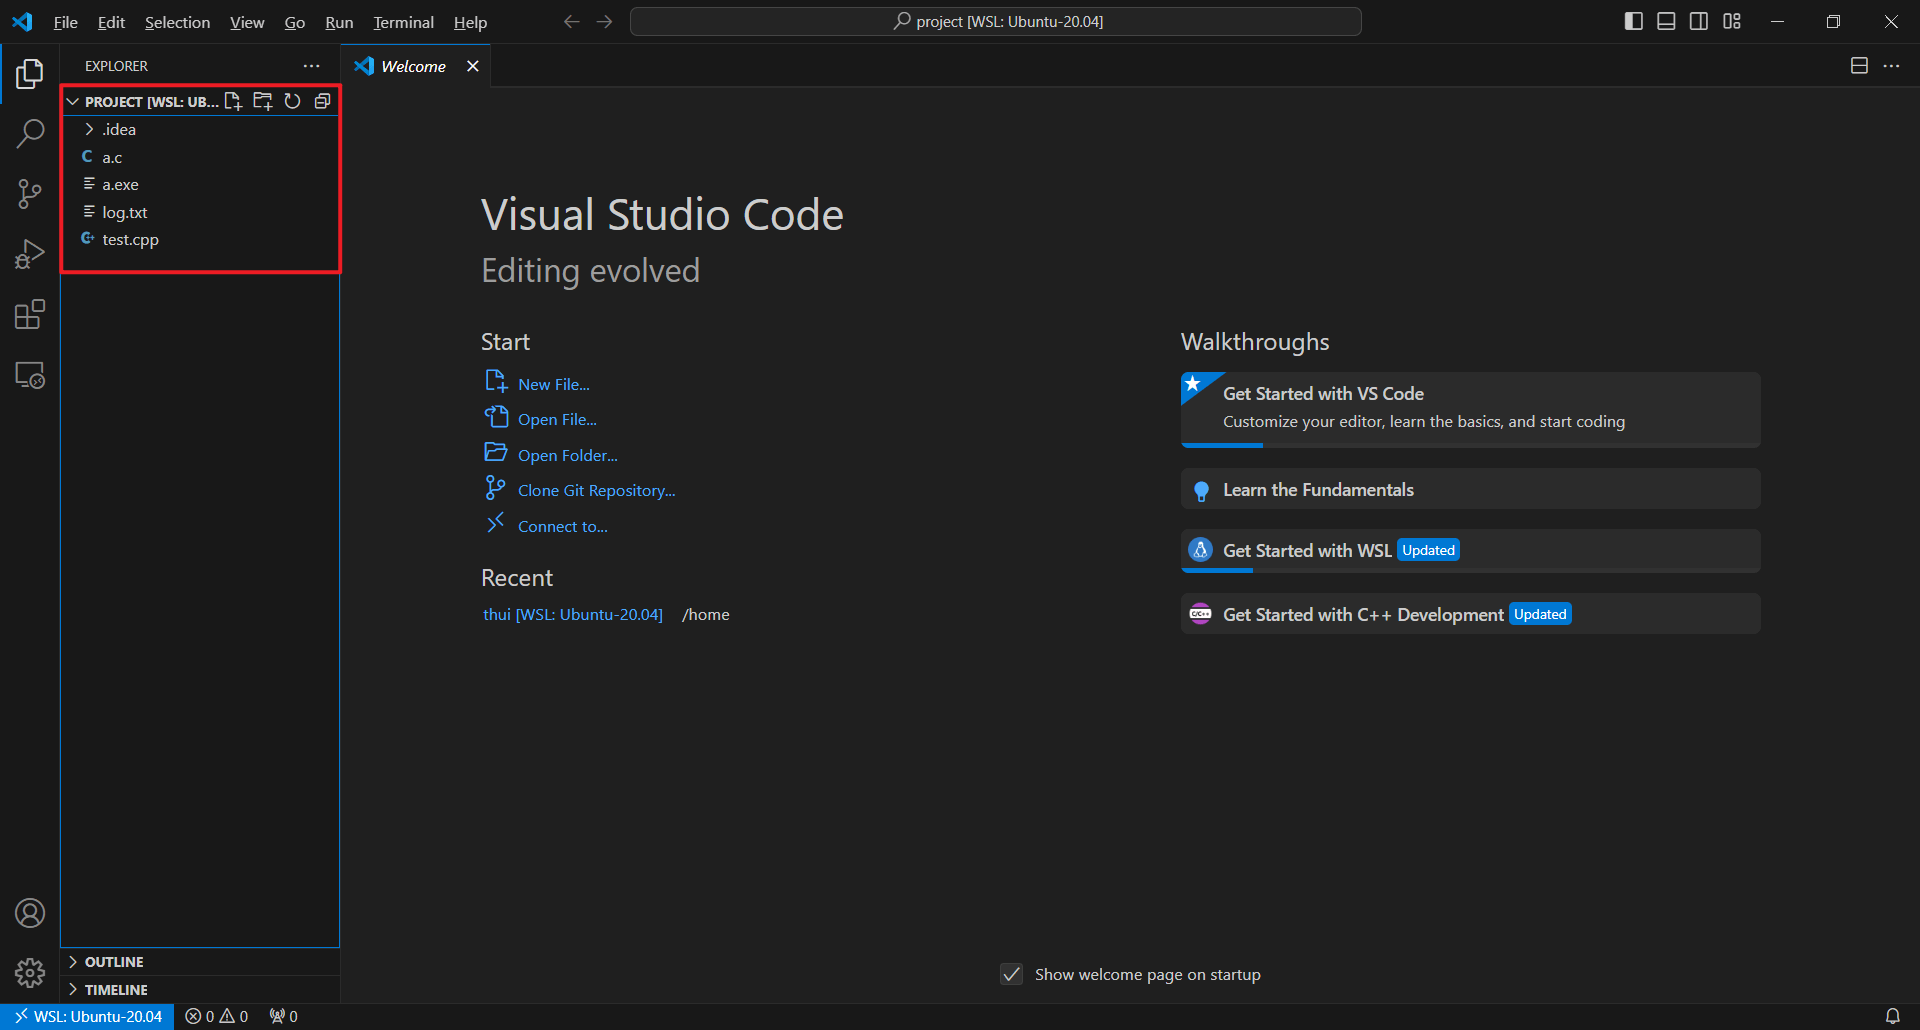 File Edit Selection View Go Run Terminal Help
project [WSL: Ubuntu-20.04]
EXPLORER
PROJECT [WSL: UB...
.idea
a.c
a.exe
log.txt
test.cpp
OUTLINE
TIMELINE
Welcome
Visual Studio Code
Editing evolved
Start
New File...
Open File...
Open Folder...
Clone Git Repository...
Connect to...
Recent
thui [WSL: Ubuntu-20.04] /home
Walkthroughs
Get Started with VS Code
Customize your editor, learn the basics, and start coding
Learn the Fundamentals
Get Started with WSL Updated
Get Started with C++ Development Updated
Show welcome page on startup
WSL: Ubuntu-20.04 0 0 0